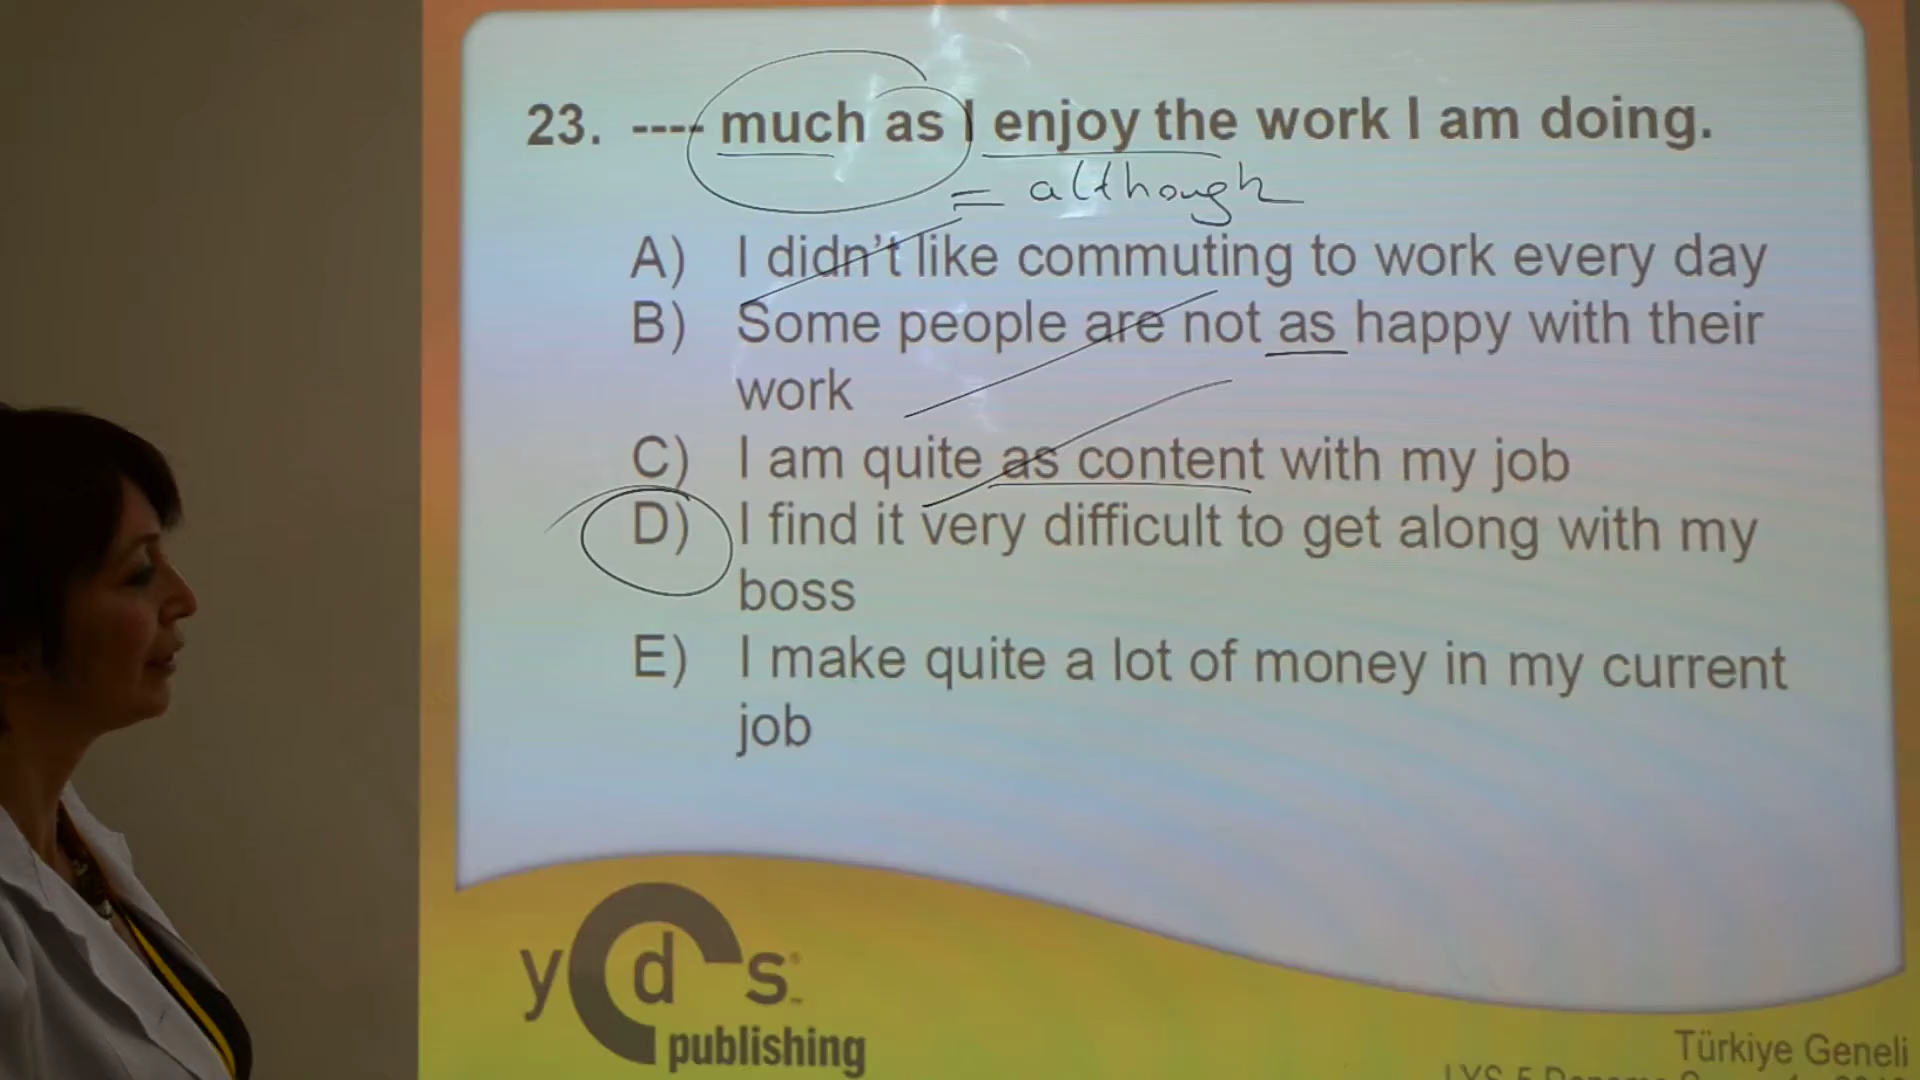 23. ---- much as I enjoy the work I am doing.
= although
A) I didn't like commuting to work every day
B) Some people are not as happy with their
work
C) I am quite as content with my job
D) I find it very difficult to get along with my
boss
E) I make quite a lot of money in my current
job
yds
publishing
Türkiye Geneli